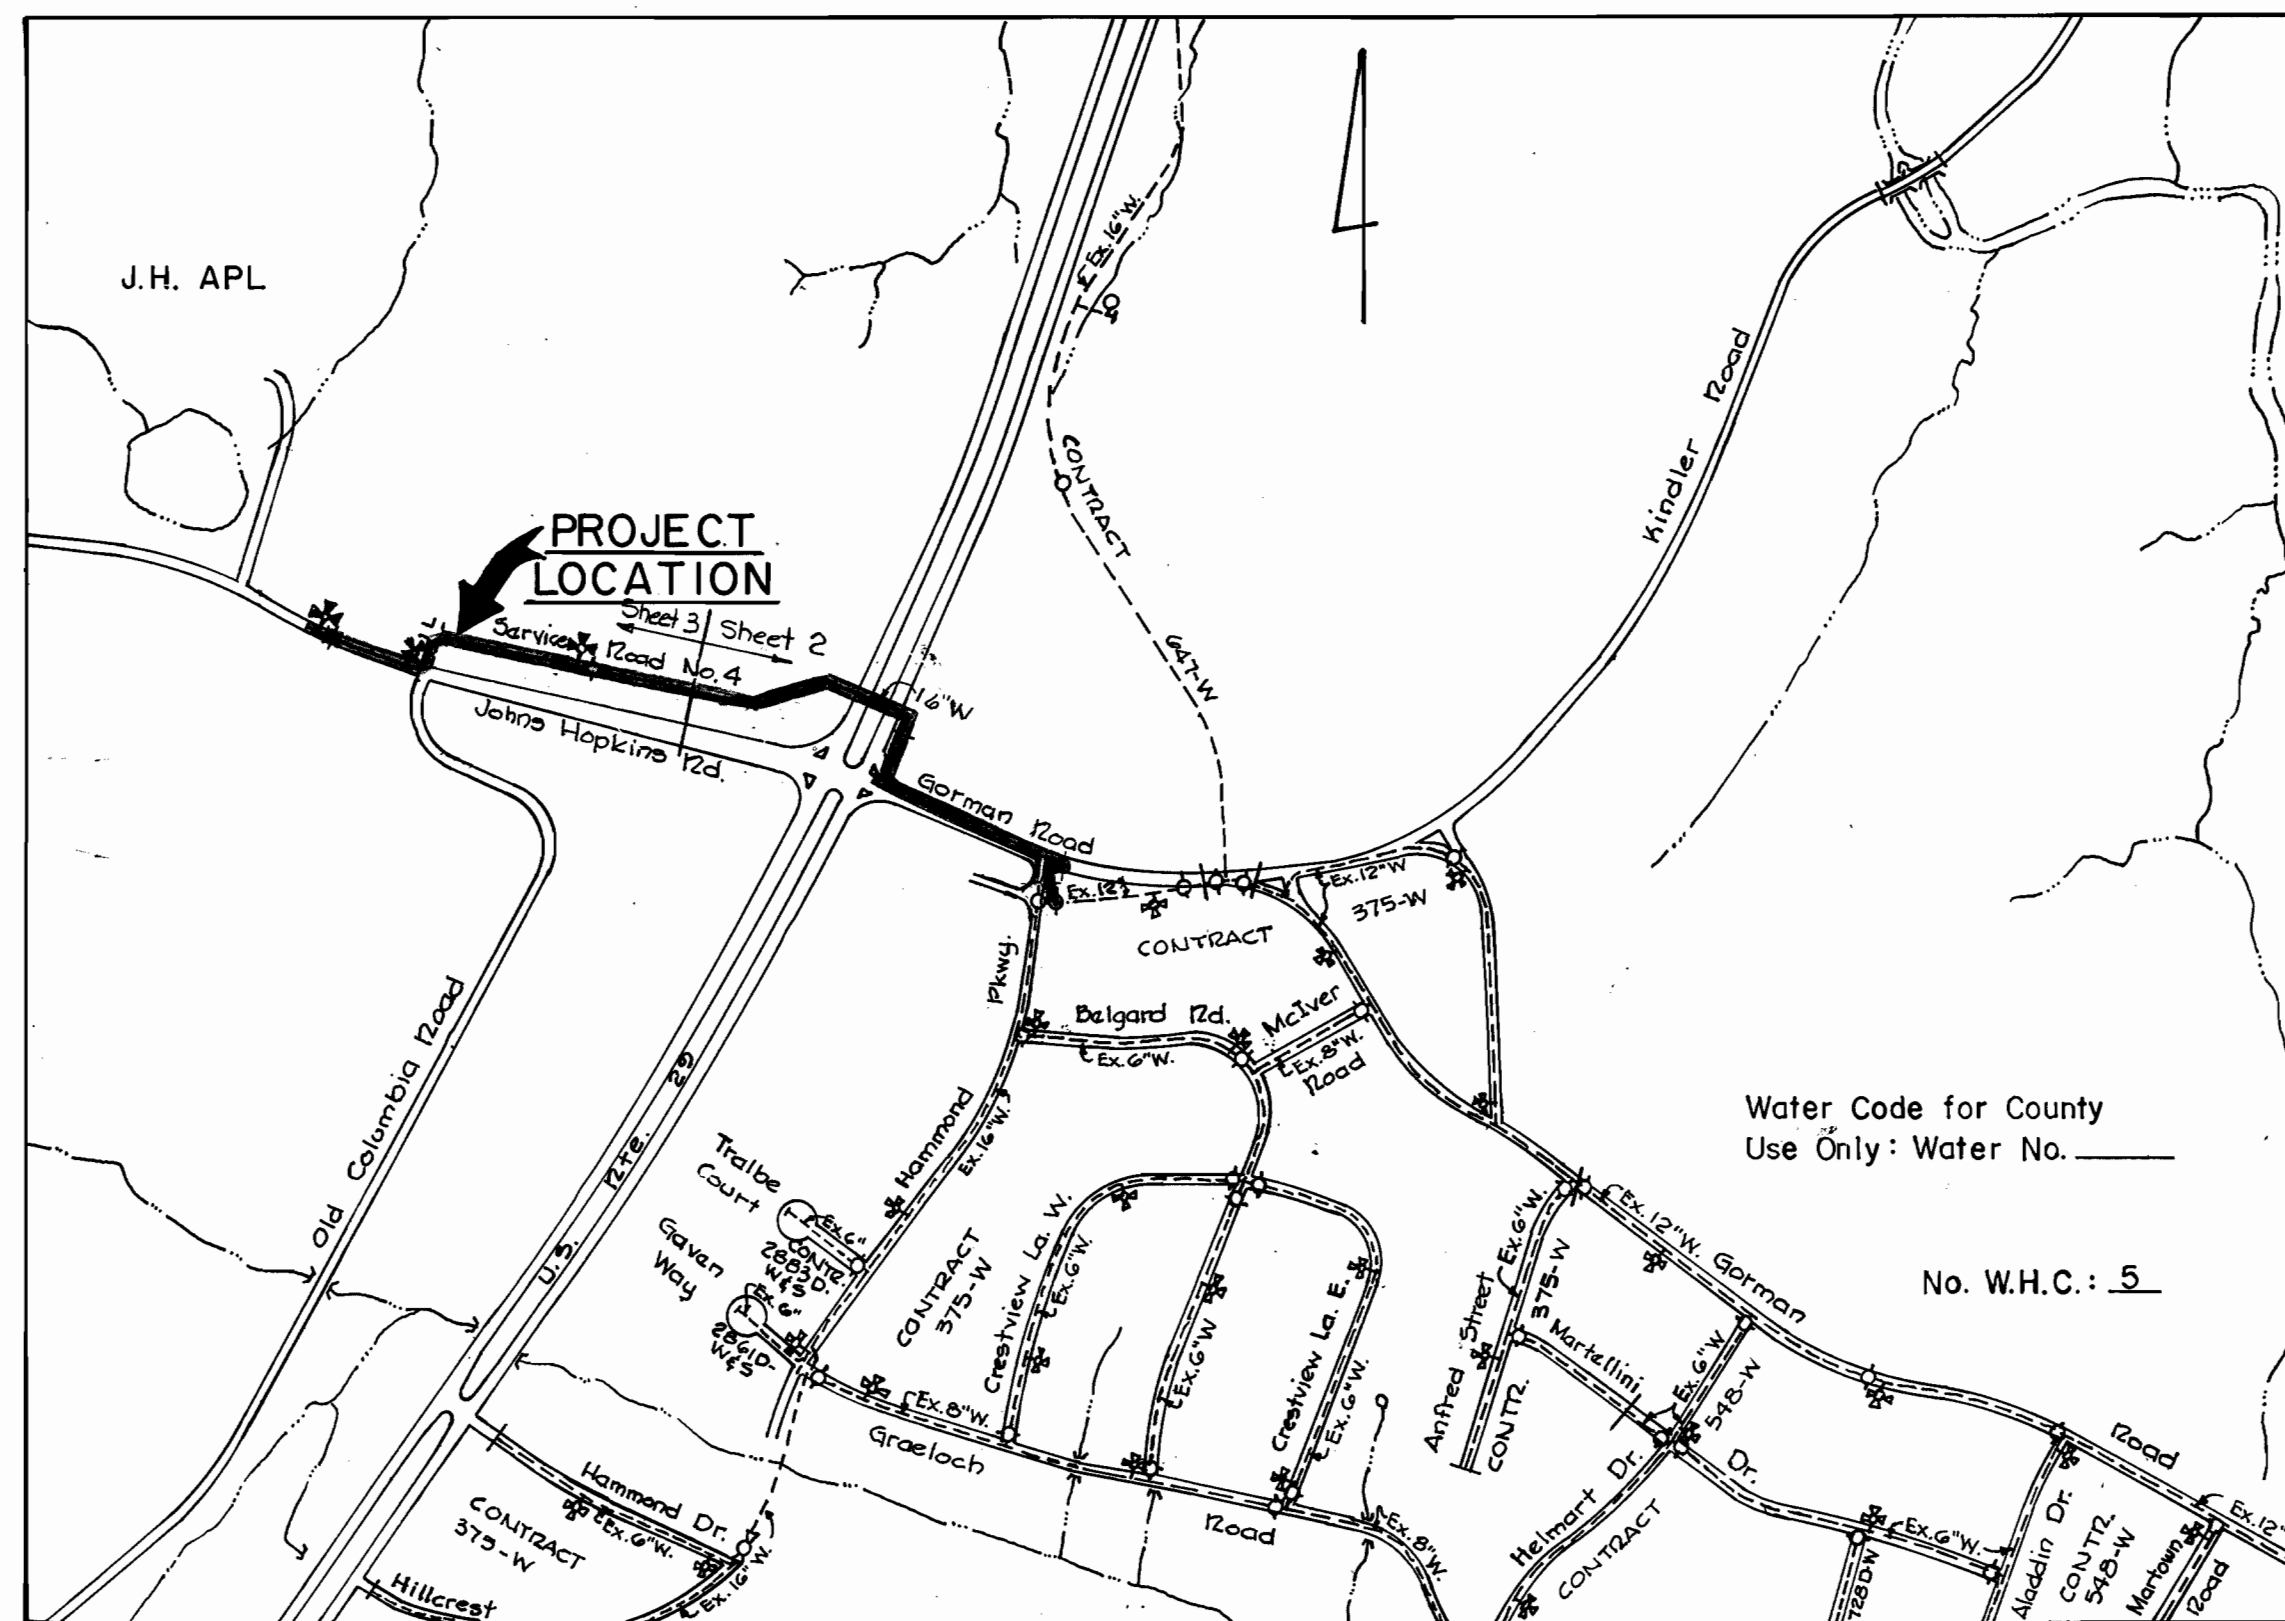 J.H. APL
PROJECT
LOCATION
Sheet 3
Sheet 2
Service
Road No. 4
16"W
Johns Hopkins Rd.
Gorman Road
Ex. 16"W.
CONTRACT
647-W
Kindler Road
Ex. 12"
Ex. 12"W
375-W
CONTRACT
Pkwy.
Belgard Rd.
Ex. 6"W.
McIver
Ex. 8"W.
Road
Old Columbia Road
U.S. Rte. 29
Hammond
Ex. 16"W.
Tralbe
Court
Ex. 6"
CONTR.
2883 D.
W&S
Gaven
Way
Ex. 6"
2861D-
W&S
CONTRACT
375-W
Crestview La. W.
Ex. 6"W.
Ex. 6"W
Crestview La. E.
Ex. 6"W.
Ex. 8"W.
Graeloch
Road
Ex. 8"W.
Water Code for County
Use Only: Water No.
No. W.H.C.: 5
Ex. 6"W.
Ex. 12"W.
Gorman
Road
Ex. 12"
375-W
Anfred Street
CONTR.
Martellini
Dr.
Ex. 6"W
548-W
Helmart Dr.
CONTRACT
Ex. 6"W.
728D-W
Aladdin Dr.
CONTR.
548-W
Martown
Road
Hammond Dr.
Ex. 6"W.
CONTRACT
375-W
Ex. 16"W.
Hillcrest